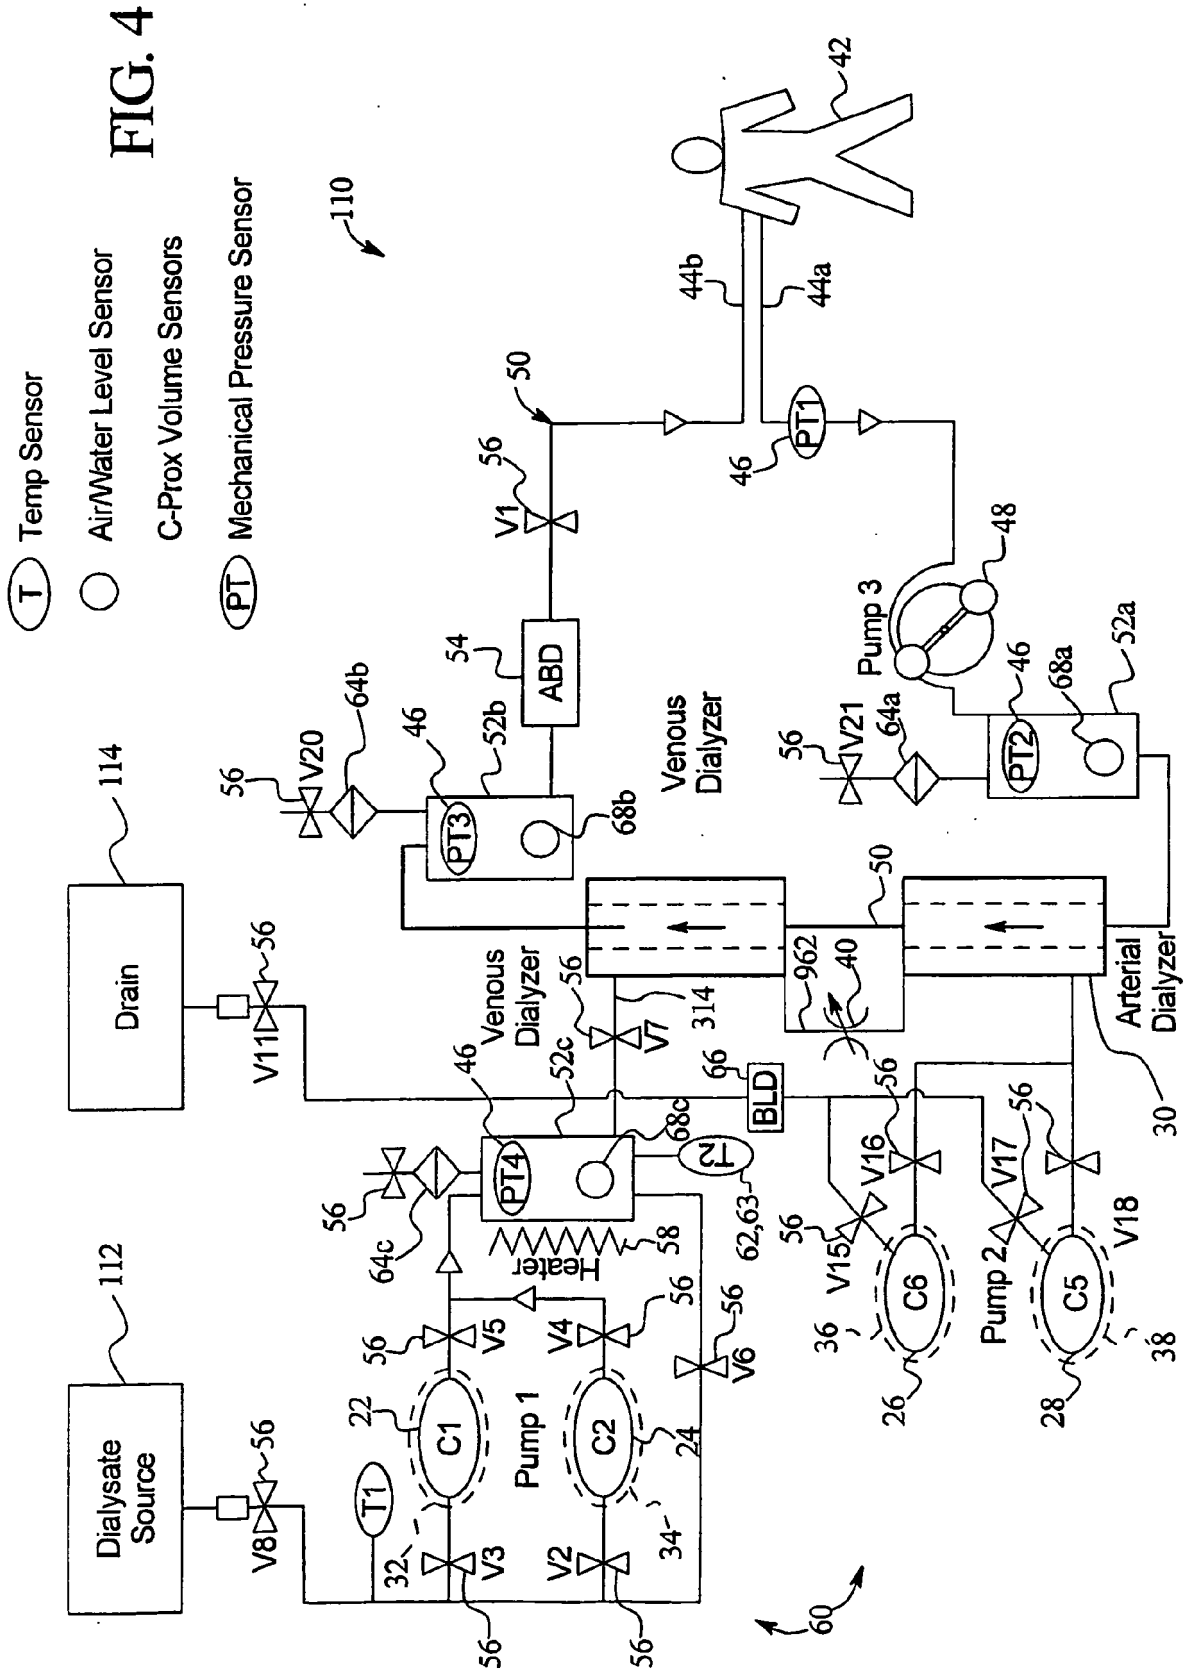 FIG. 4
T Temp Sensor
Air/Water Level Sensor
C-Prox Volume Sensors
PT Mechanical Pressure Sensor
110
114
Drain
56
V11
112
Dialysate
Source
56
V8
T1
32
22
C1
V3
56
56
V5
Pump 1
24
C2
34
V2
56
V4
56
V6
56
60
56
64c
46
PT4
52c
68c
Heater
58
T2
62,63
Venous
Dialyzer
56
V7
314
66
BLD
56
V20
64b
46
PT3
52b
68b
54
ABD
V1
56
50
44b
44a
42
46
PT1
Pump 3
48
Venous
Dialyzer
56
V21
64a
46
PT2
68a
52a
50
962
40
Arterial
Dialyzer
30
56
V15
V16
56
C6
36
26
Pump 2
V17
56
V18
C5
28
38